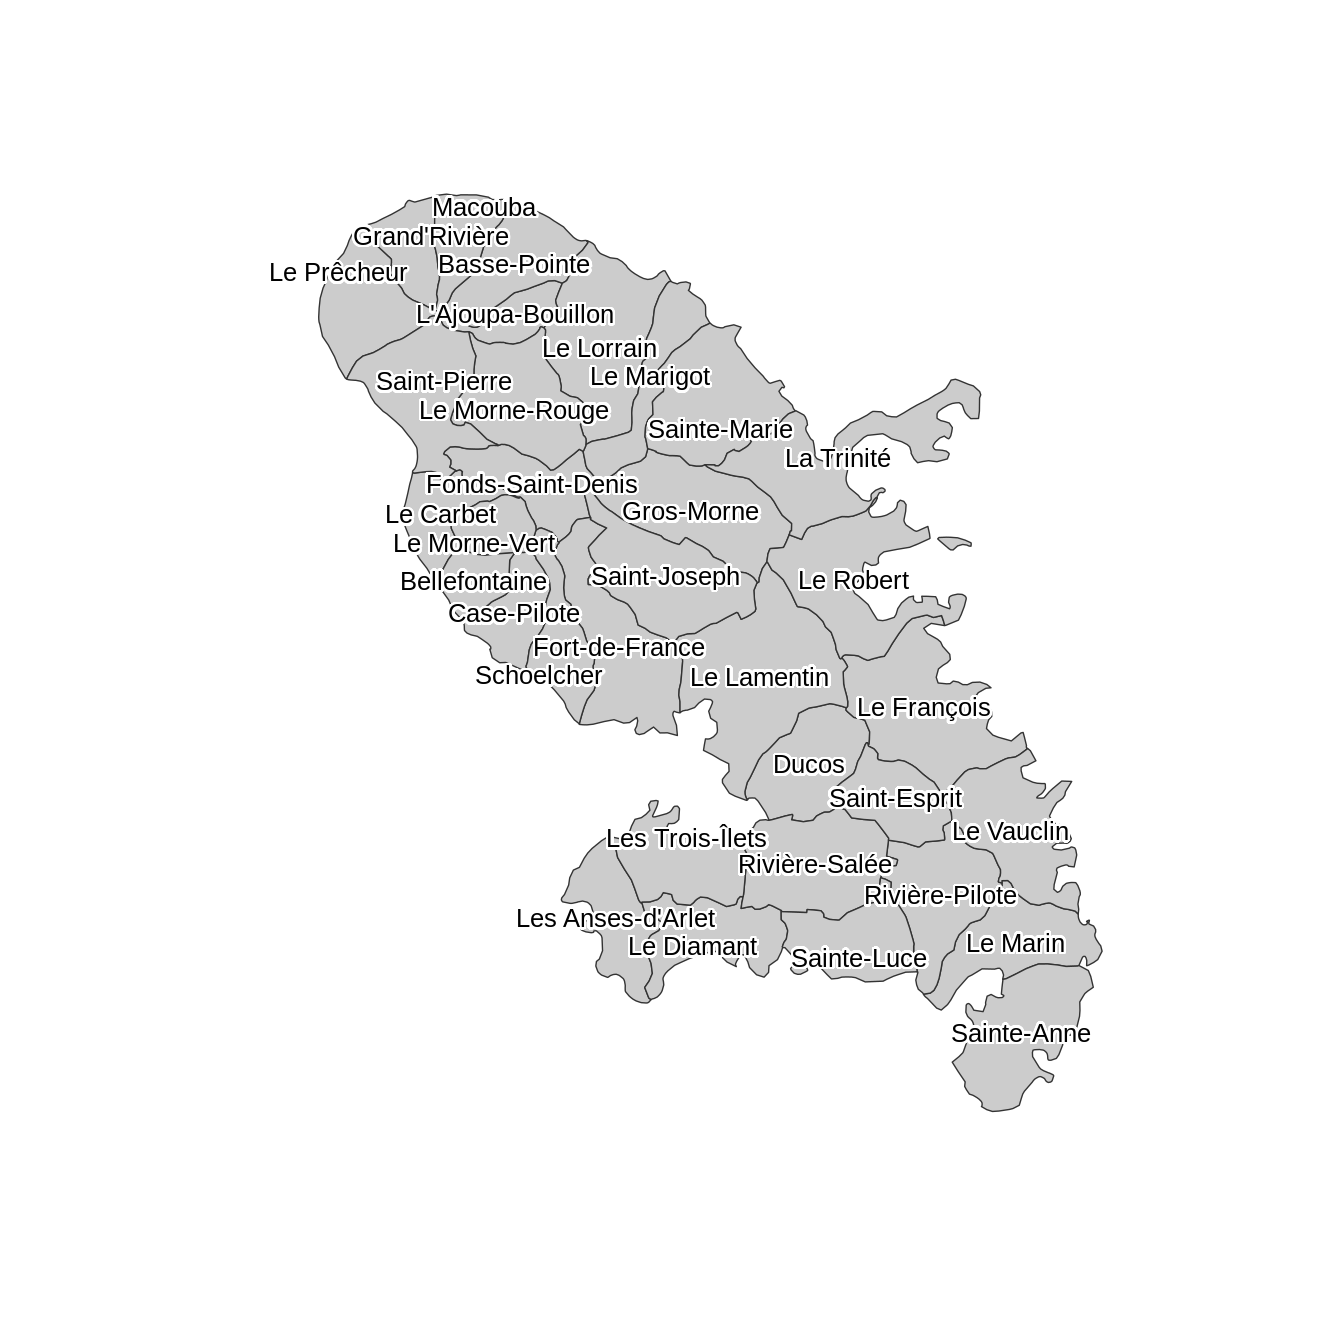 Macouba
Grand'Rivière
Basse-Pointe
Le Prêcheur
L'Ajoupa-Bouillon
Le Lorrain
Le Marigot
Saint-Pierre
Le Morne-Rouge
Sainte-Marie
La Trinité
Fonds-Saint-Denis
Gros-Morne
Le Carbet
Le Morne-Vert
Saint-Joseph
Le Robert
Bellefontaine
Case-Pilote
Fort-de-France
Schoelcher
Le Lamentin
Le François
Ducos
Saint-Esprit
Le Vauclin
Les Trois-Îlets
Rivière-Salée
Rivière-Pilote
Les Anses-d'Arlet
Le Diamant
Sainte-Luce
Le Marin
Sainte-Anne